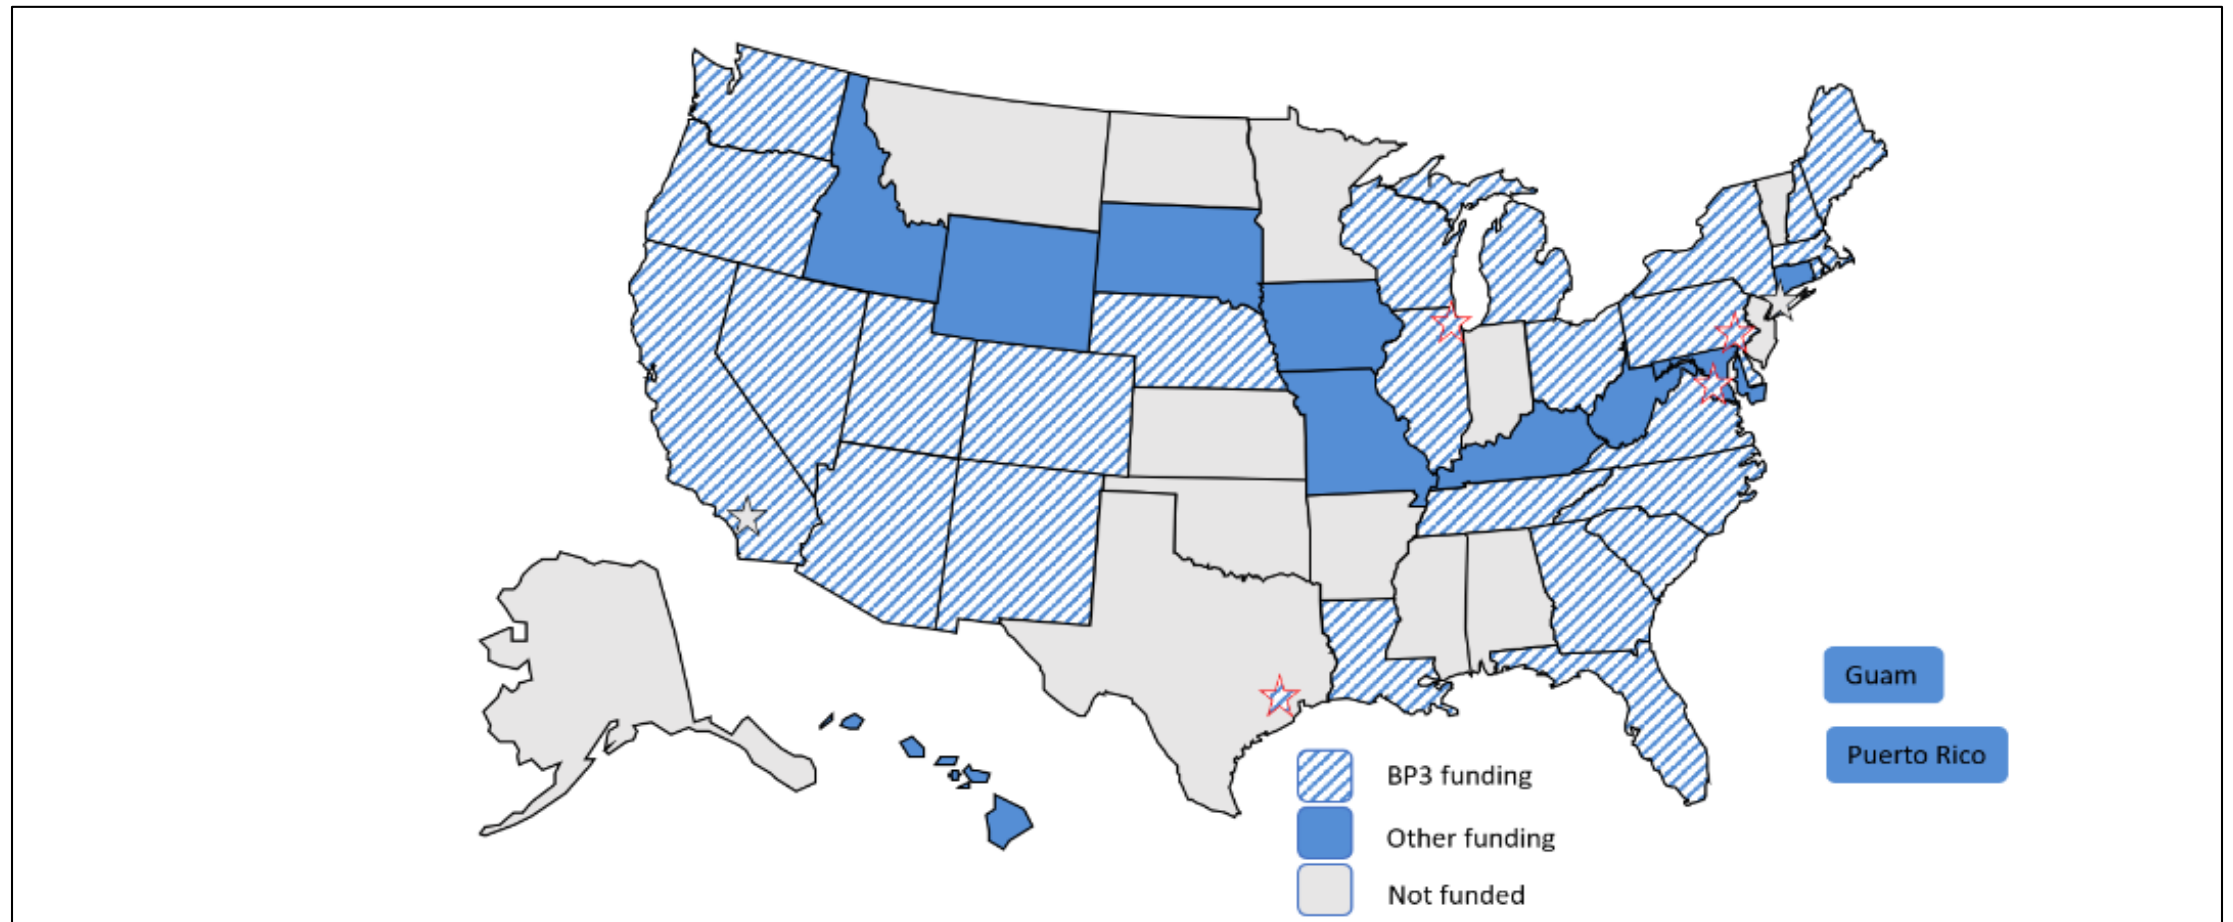 Guam
Puerto Rico
BP3 funding
Other funding
Not funded